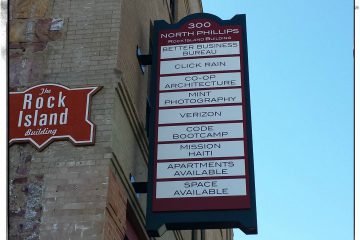 The
Rock
Island
Building
300
NORTH PHILLIPS
ROCK ISLAND BUILDING
BETTER BUSINESS
BUREAU
CLICK RAIN
CO-OP
ARCHITECTURE
MINT
PHOTOGRAPHY
VERIZON
CODE
BOOTCAMP
MISSION
HAITI
APARTMENTS
AVAILABLE
SPACE
AVAILABLE